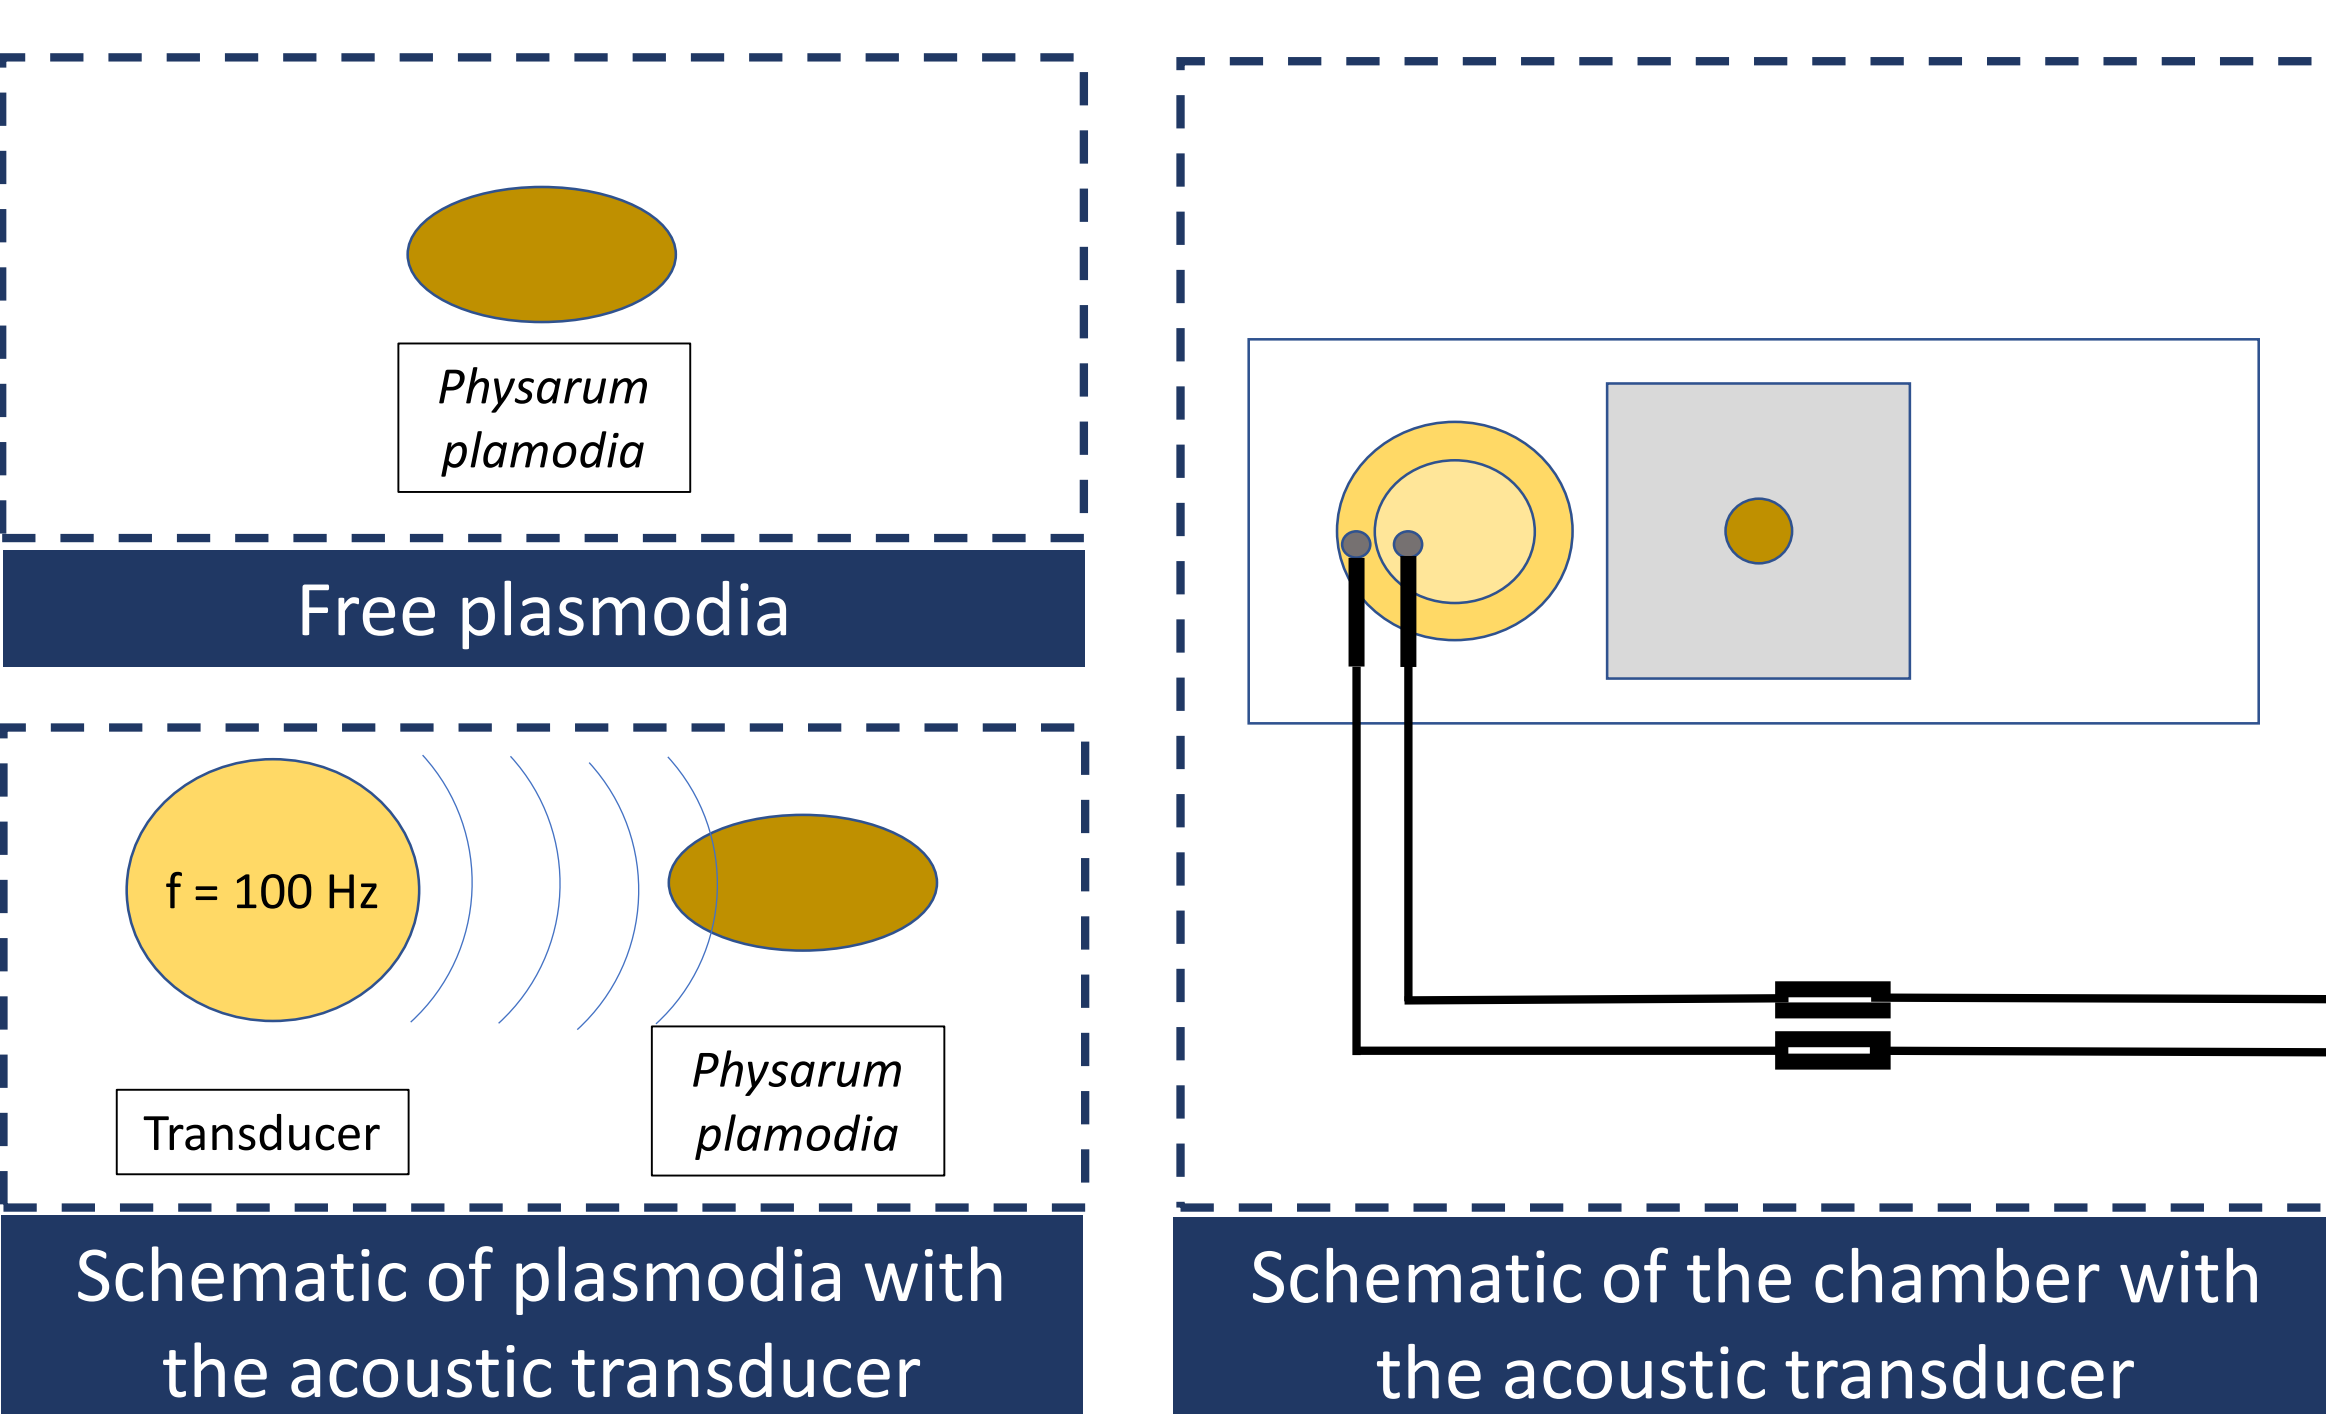 Physarum
plamodia
Free plasmodia
f = 100 Hz
Transducer
Physarum
plamodia
Schematic of plasmodia with
the acoustic transducer
Schematic of the chamber with
the acoustic transducer